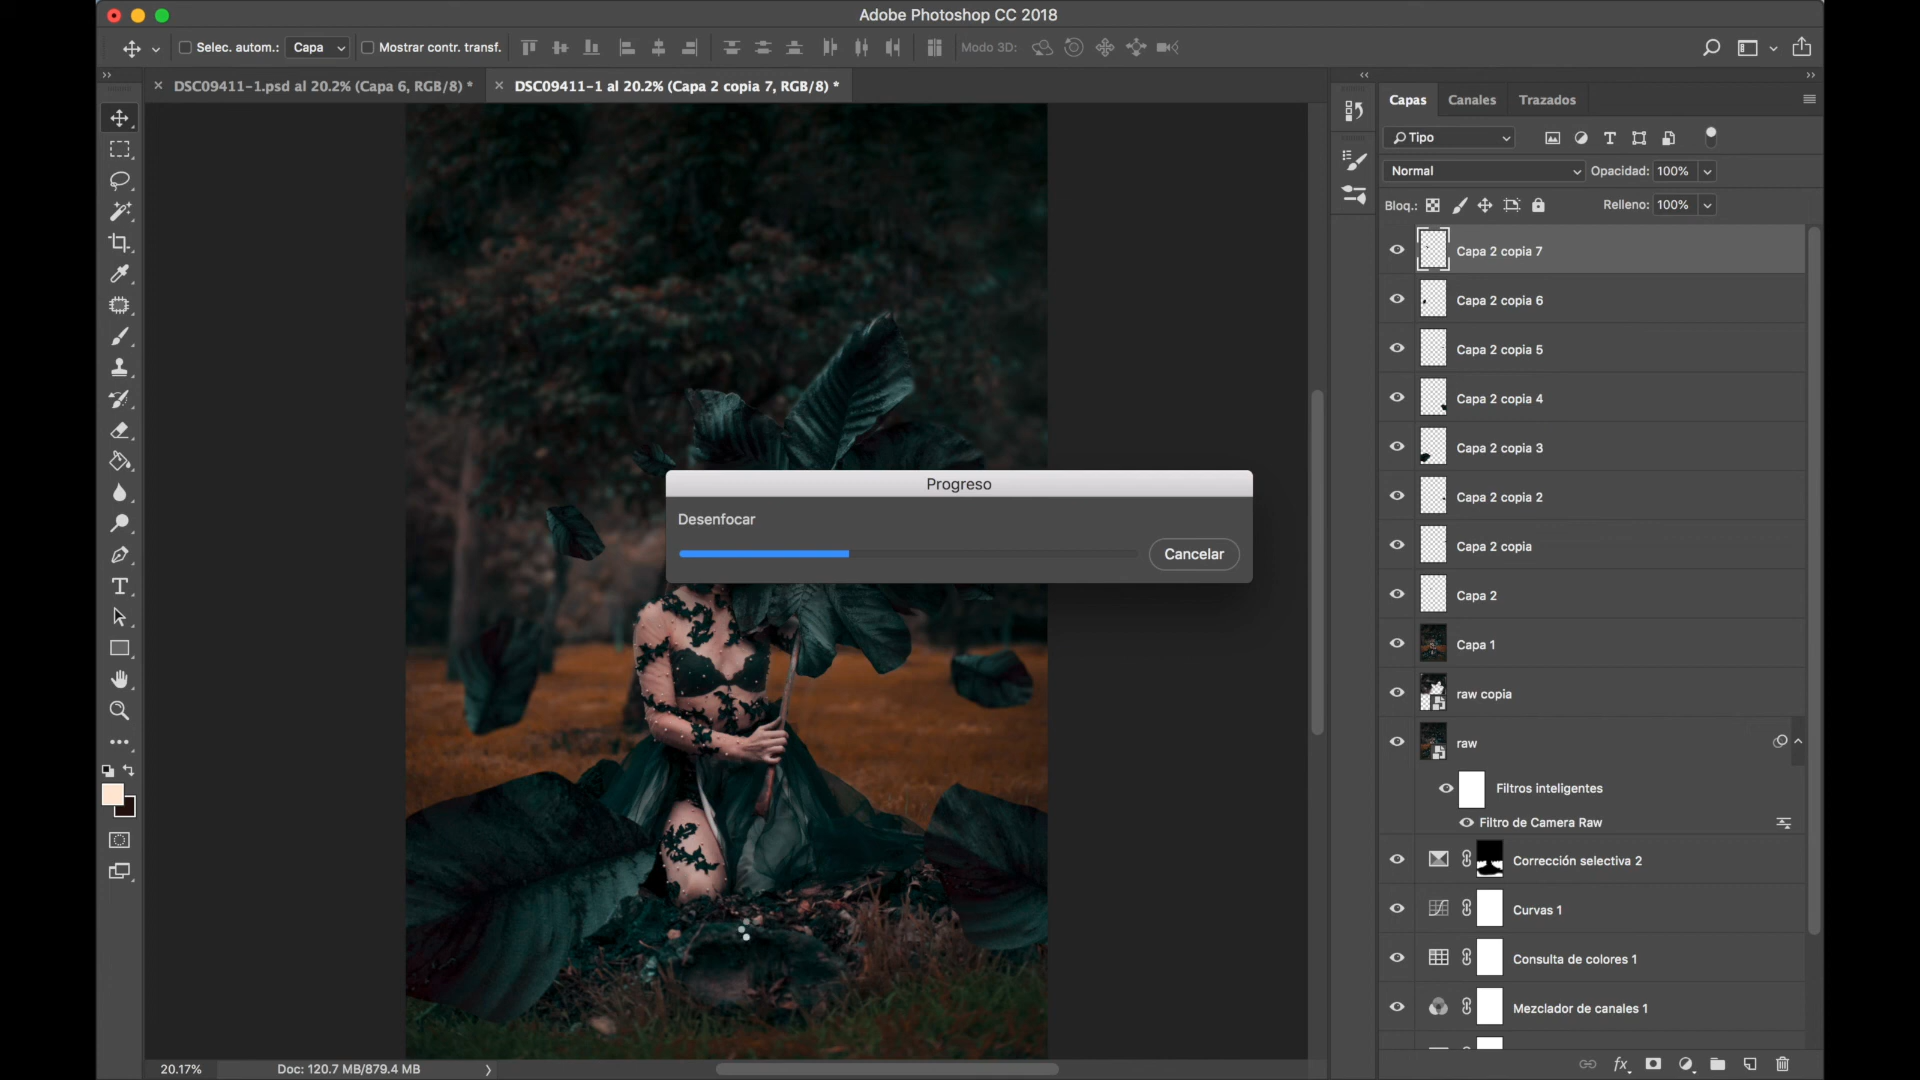 Adobe Photoshop CC 2018
Selec. autom.: Capa Mostrar contr. transf. Modo 3D:
DSC09411-1.psd al 20.2% (Capa 6, RGB/8) *
DSC09411-1 al 20.2% (Capa 2 copia 7, RGB/8) *
Capas Canales Trazados
Tipo
Normal Opacidad: 100%
Bloq.: Relleno: 100%
Capa 2 copia 7
Capa 2 copia 6
Capa 2 copia 5
Capa 2 copia 4
Capa 2 copia 3
Capa 2 copia 2
Capa 2 copia
Capa 2
Capa 1
raw copia
raw
Filtros inteligentes
Filtro de Camera Raw
Corrección selectiva 2
Curvas 1
Consulta de colores 1
Mezclador de canales 1
Progreso
Desenfocar
Cancelar
20.17% Doc: 120.7 MB/879.4 MB